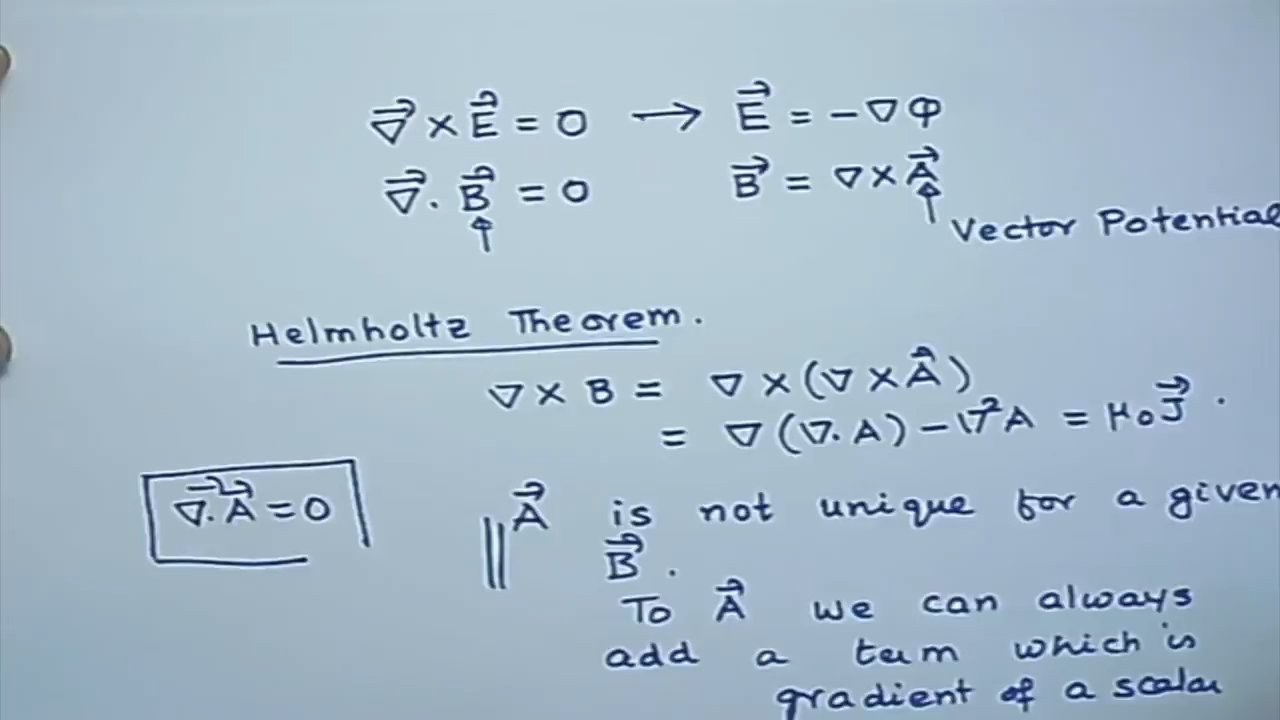 ∇⃗ × E⃗ = 0 → E⃗ = -∇φ
∇⃗ · B⃗ = 0 B⃗ = ∇ × A⃗
Vector Potential
Helmholtz Theorem.
∇ × B = ∇ × (∇ × A⃗)
= ∇(∇·A) - ∇²A = μ₀J⃗.
∇⃗·A⃗ = 0
A⃗ is not unique for a given
B⃗.
To A⃗ we can always
add a term which is
gradient of a scalar